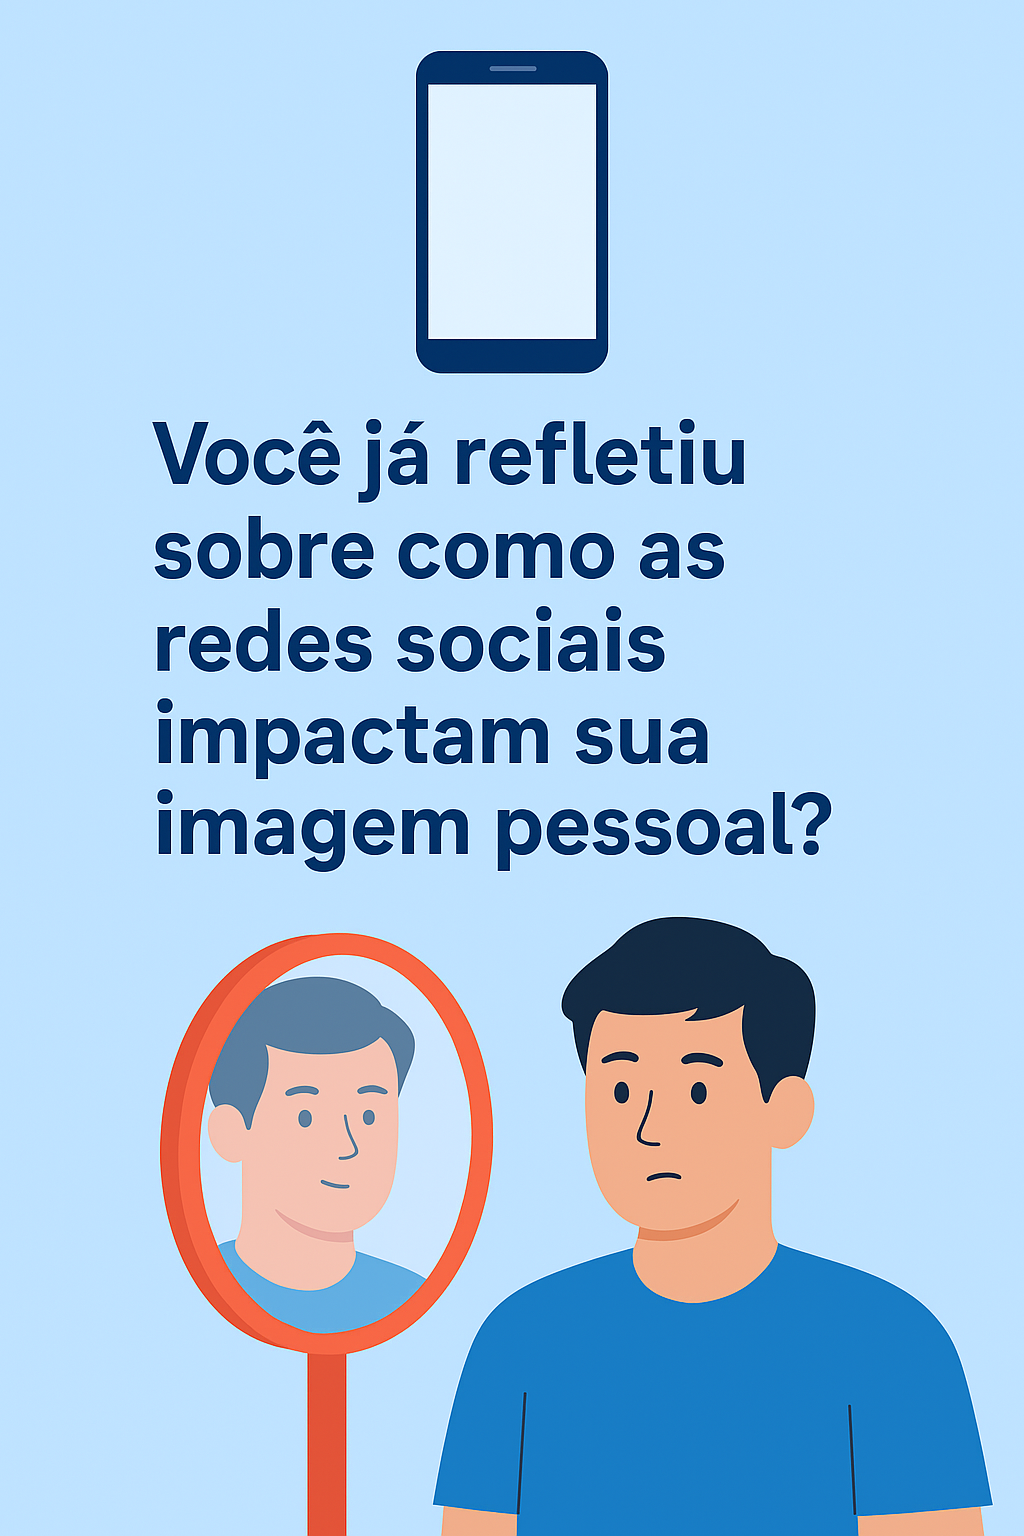 Você já refletiu
sobre como as
redes sociais
impactam sua
imagem pessoal?